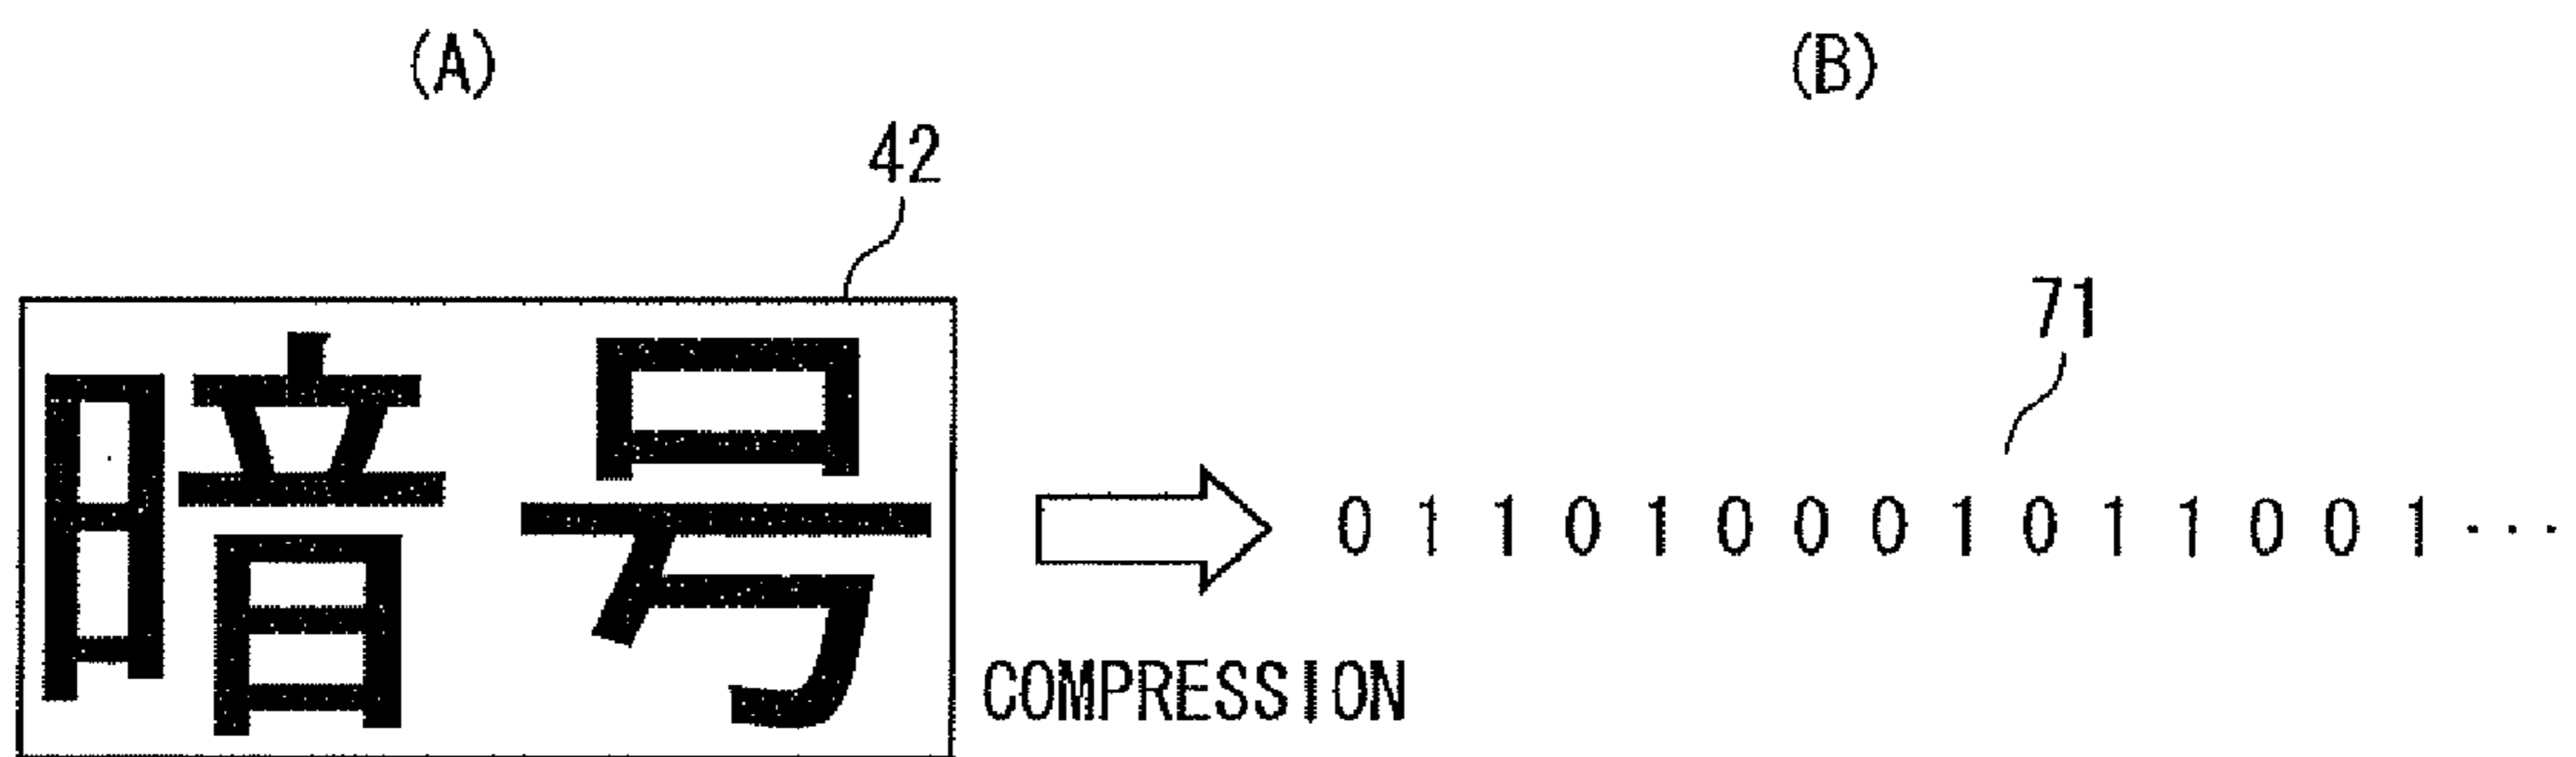 (A) (B)
42
71
暗号
0 1 1 0 1 0 0 0 1 0 1 1 0 0 1 ...
COMPRESSION